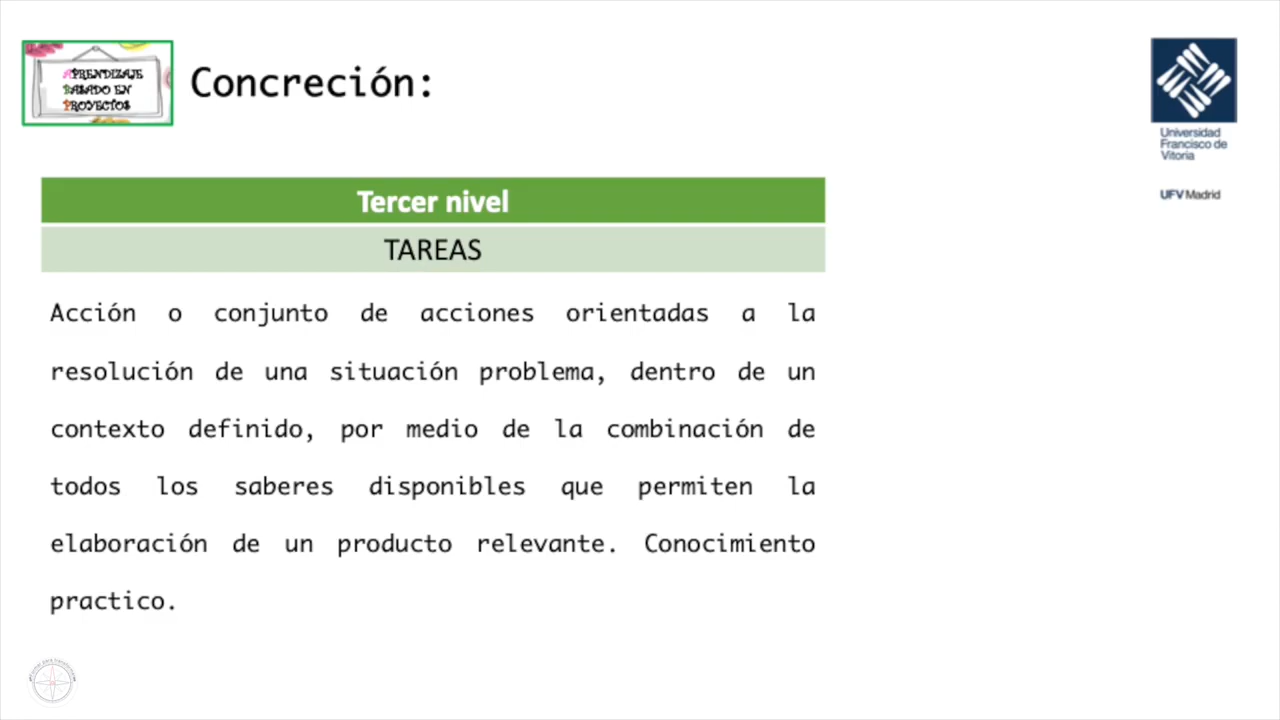 APRENDIZAJE
BASADO EN
PROYECTOS
Concreción:
Universidad
Francisco de
Vitoria
UFV Madrid
Tercer nivel
TAREAS
Acción o conjunto de acciones orientadas a la
resolución de una situación problema, dentro de un
contexto definido, por medio de la combinación de
todos los saberes disponibles que permiten la
elaboración de un producto relevante. Conocimiento
practico.